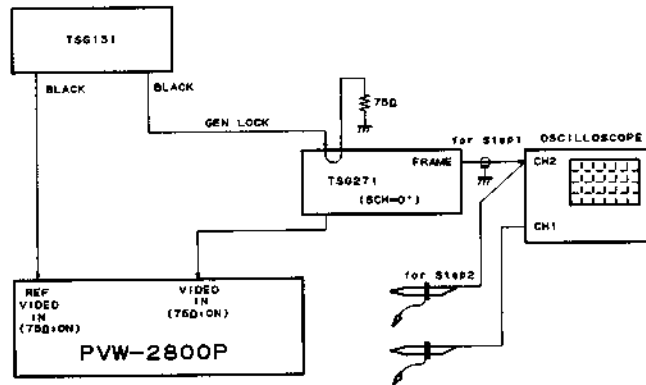 TSG131
BLACK
BLACK
GEN LOCK
75Ω
for Step1
OSCILLOSCOPE
FRAME
CH2
TSG271
(SCH=0°)
CH1
for Step2
REF
VIDEO
IN
(75Ω:ON)
VIDEO
IN
(75Ω:ON)
PVW-2800P